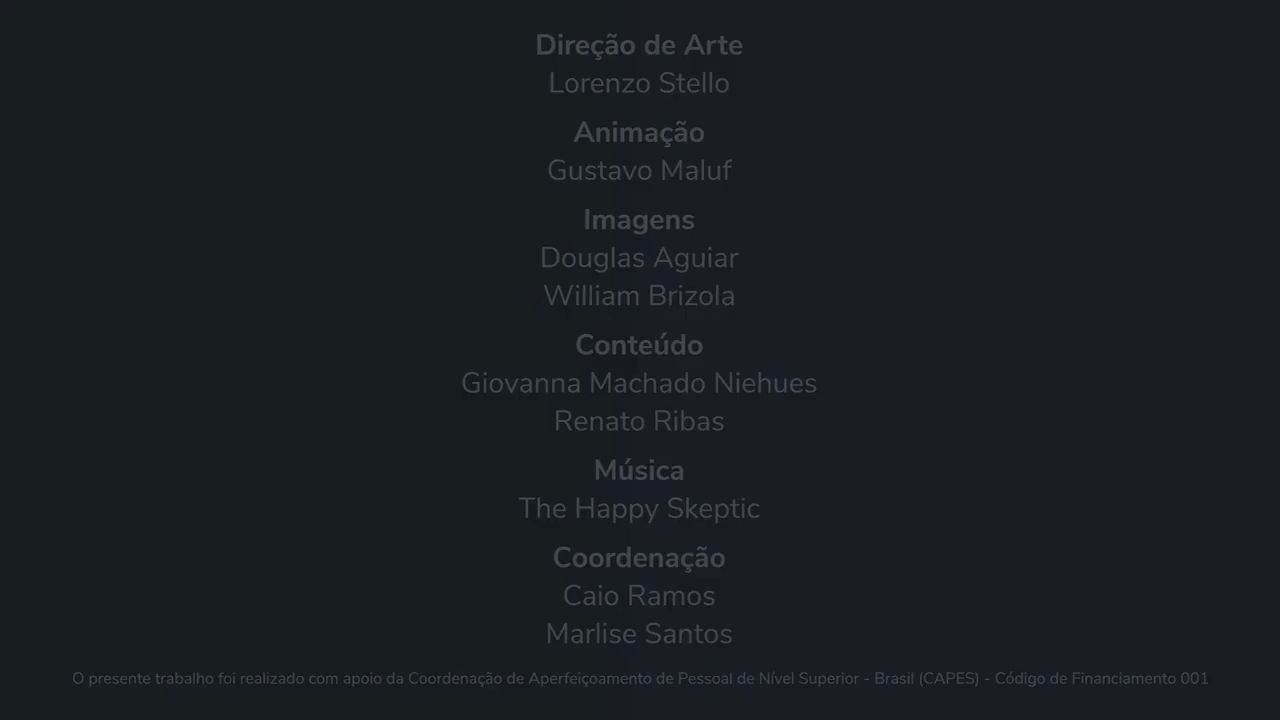 Direção de Arte
Lorenzo Stello
Animação
Gustavo Maluf
Imagens
Douglas Aguiar
William Brizola
Conteúdo
Giovanna Machado Niehues
Renato Ribas
Música
The Happy Skeptic
Coordenação
Caio Ramos
Marlise Santos
O presente trabalho foi realizado com apoio da Coordenação de Aperfeiçoamento de Pessoal de Nível Superior - Brasil (CAPES) - Código de Financiamento 001